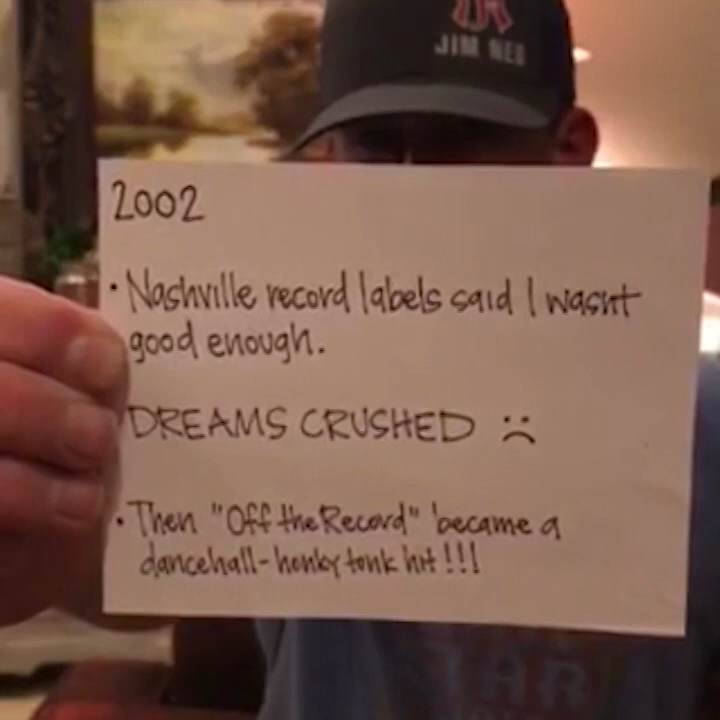 JIM NED
2002
· Nashville record labels said I wasnt
good enough.
DREAMS CRUSHED :(
· Then "Off the Record" became a
dancehall-honky tonk hit!!!